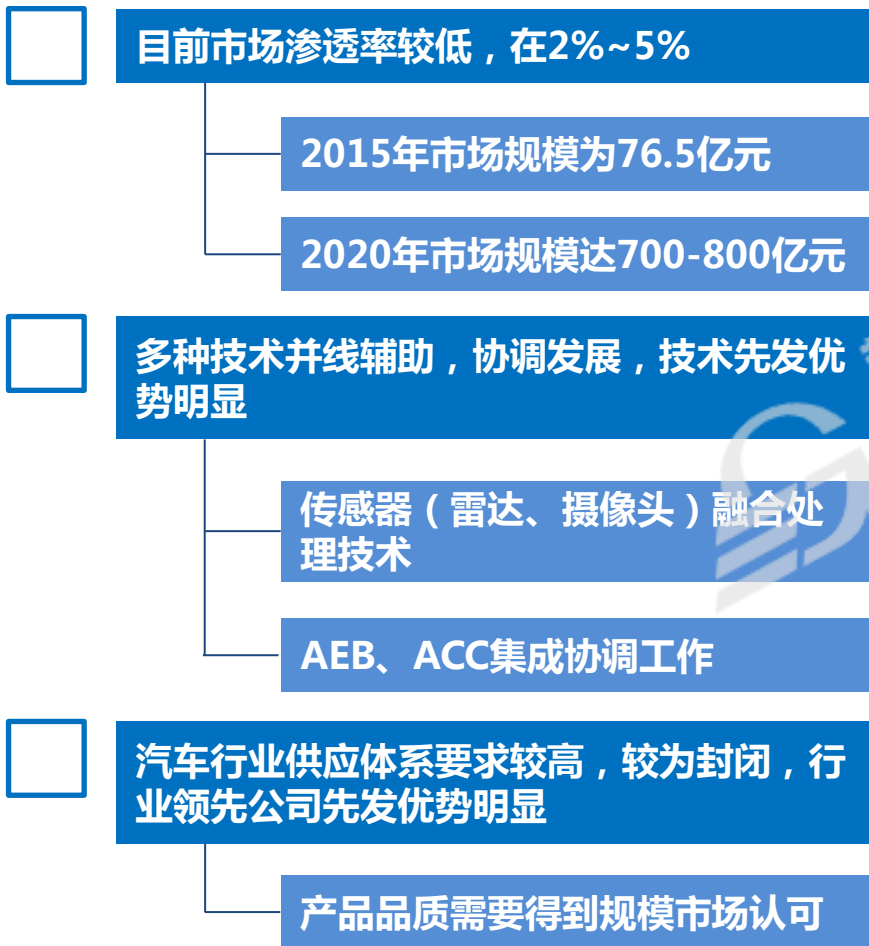 目前市场渗透率较低，在2%~5%
2015年市场规模为76.5亿元
2020年市场规模达700-800亿元
多种技术并线辅助，协调发展，技术先发优
势明显
传感器（雷达、摄像头）融合处
理技术
AEB、ACC集成协调工作
汽车行业供应体系要求较高，较为封闭，行
业领先公司先发优势明显
产品品质需要得到规模市场认可